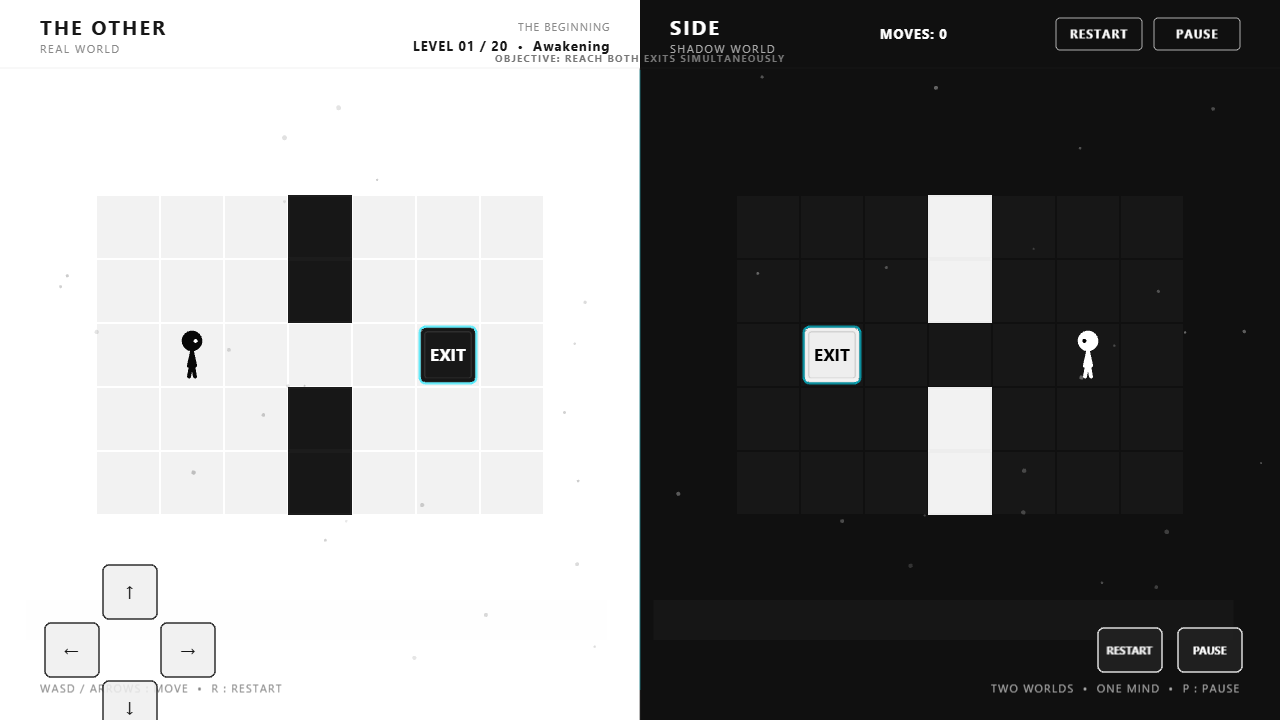 THE OTHER
REAL WORLD
THE BEGINNING
LEVEL 01 / 20 • Awakening
SIDE
SHADOW WORLD
MOVES: 0
RESTART
PAUSE
OBJECTIVE: REACH BOTH EXITS SIMULTANEOUSLY
EXIT
EXIT
↑
← →
↓
RESTART
PAUSE
WASD / ARROWS : MOVE • R : RESTART
TWO WORLDS • ONE MIND • P : PAUSE